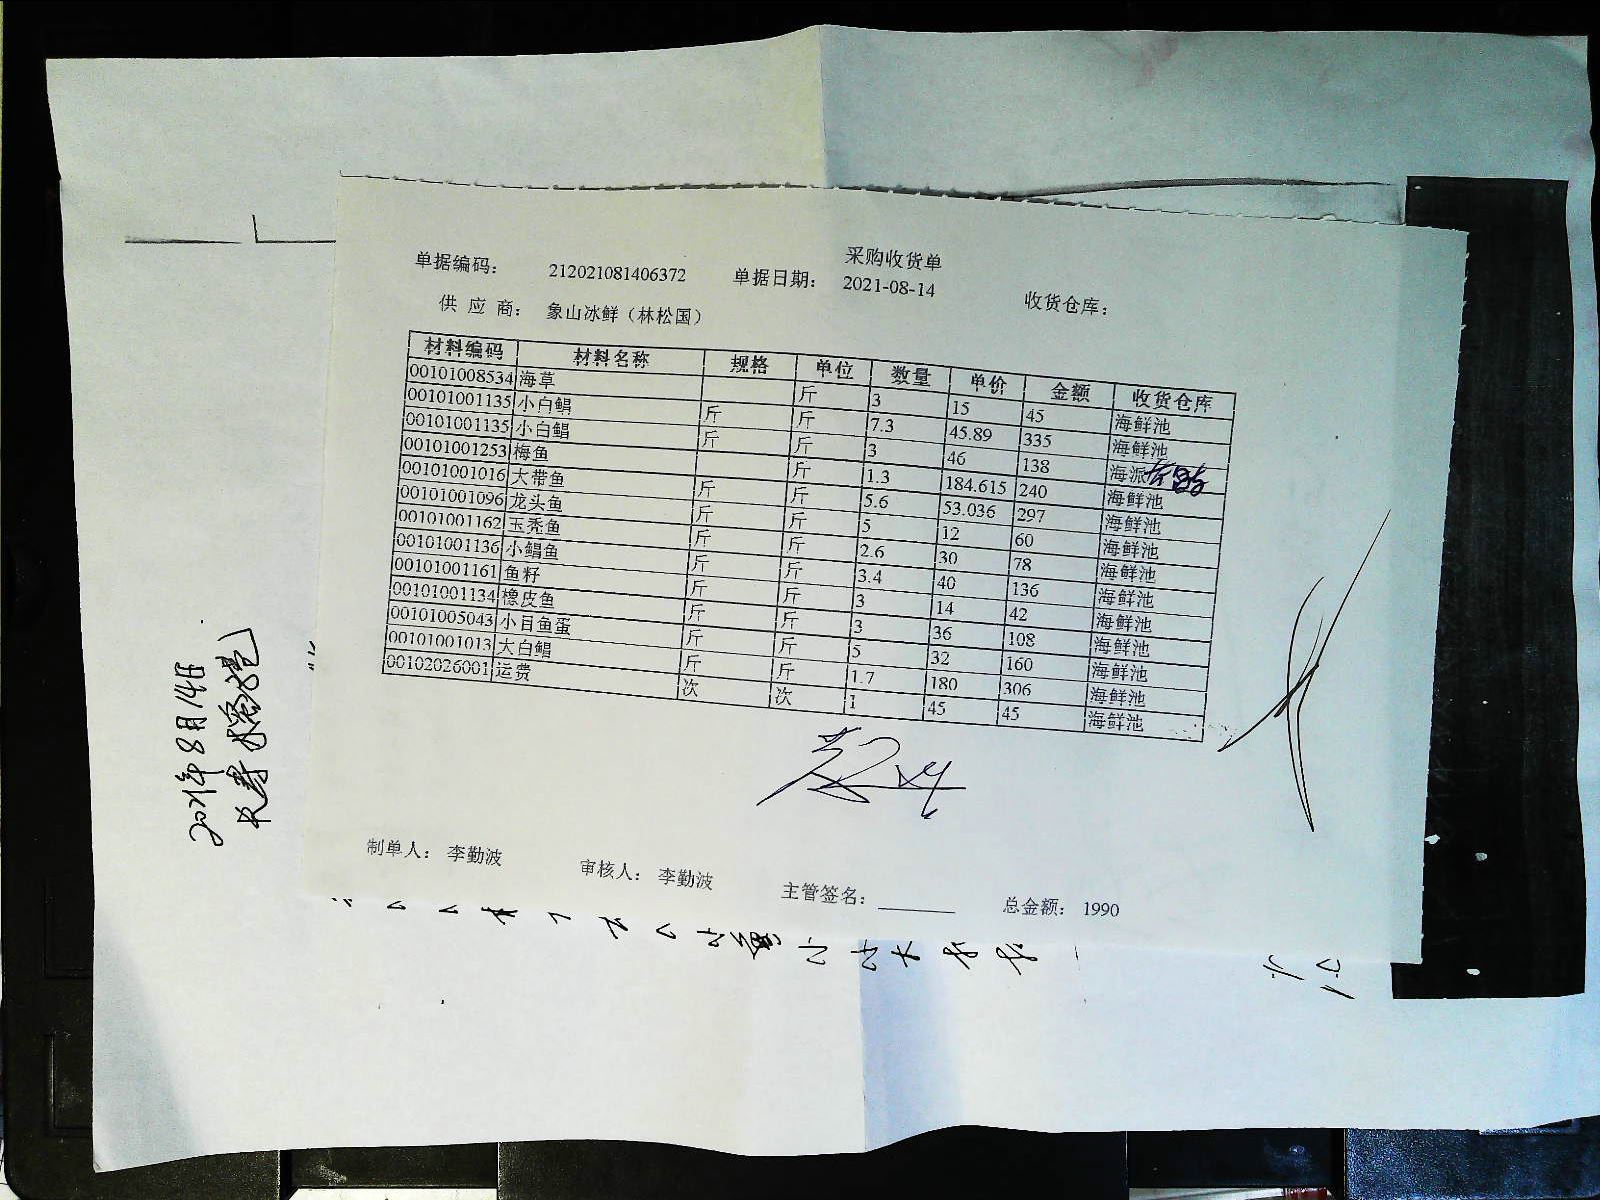 采购收货单
单据编码： 212021081406372 单据日期： 2021-08-14 收货仓库：
供 应 商： 象山冰鲜（林松国）
材料编码 材料名称 规格 单位 数量 单价 金额 收货仓库
00101008534 海草 斤 3 15 45 海鲜池
00101001135 小白鲳 斤 斤 7.3 45.89 335 海鲜池
00101001135 小白鲳 斤 斤 3 46 138 海派
00101001253 梅鱼 斤 1.3 184.615 240 海鲜池
00101001016 大带鱼 斤 斤 5.6 53.036 297 海鲜池
00101001096 龙头鱼 斤 斤 5 12 60 海鲜池
00101001162 玉秃鱼 斤 斤 2.6 30 78 海鲜池
00101001136 小鲳鱼 斤 斤 3.4 40 136 海鲜池
00101001161 鱼籽 斤 斤 3 14 42 海鲜池
00101001134 橡皮鱼 斤 斤 3 36 108 海鲜池
00101005043 小目鱼蛋 斤 斤 5 32 160 海鲜池
00101001013 大白鲳 斤 斤 1.7 180 306 海鲜池
00102026001 运费 次 次 1 45 45 海鲜池
制单人： 李勤波 审核人： 李勤波 主管签名： 总金额： 1990
2021年8月14日